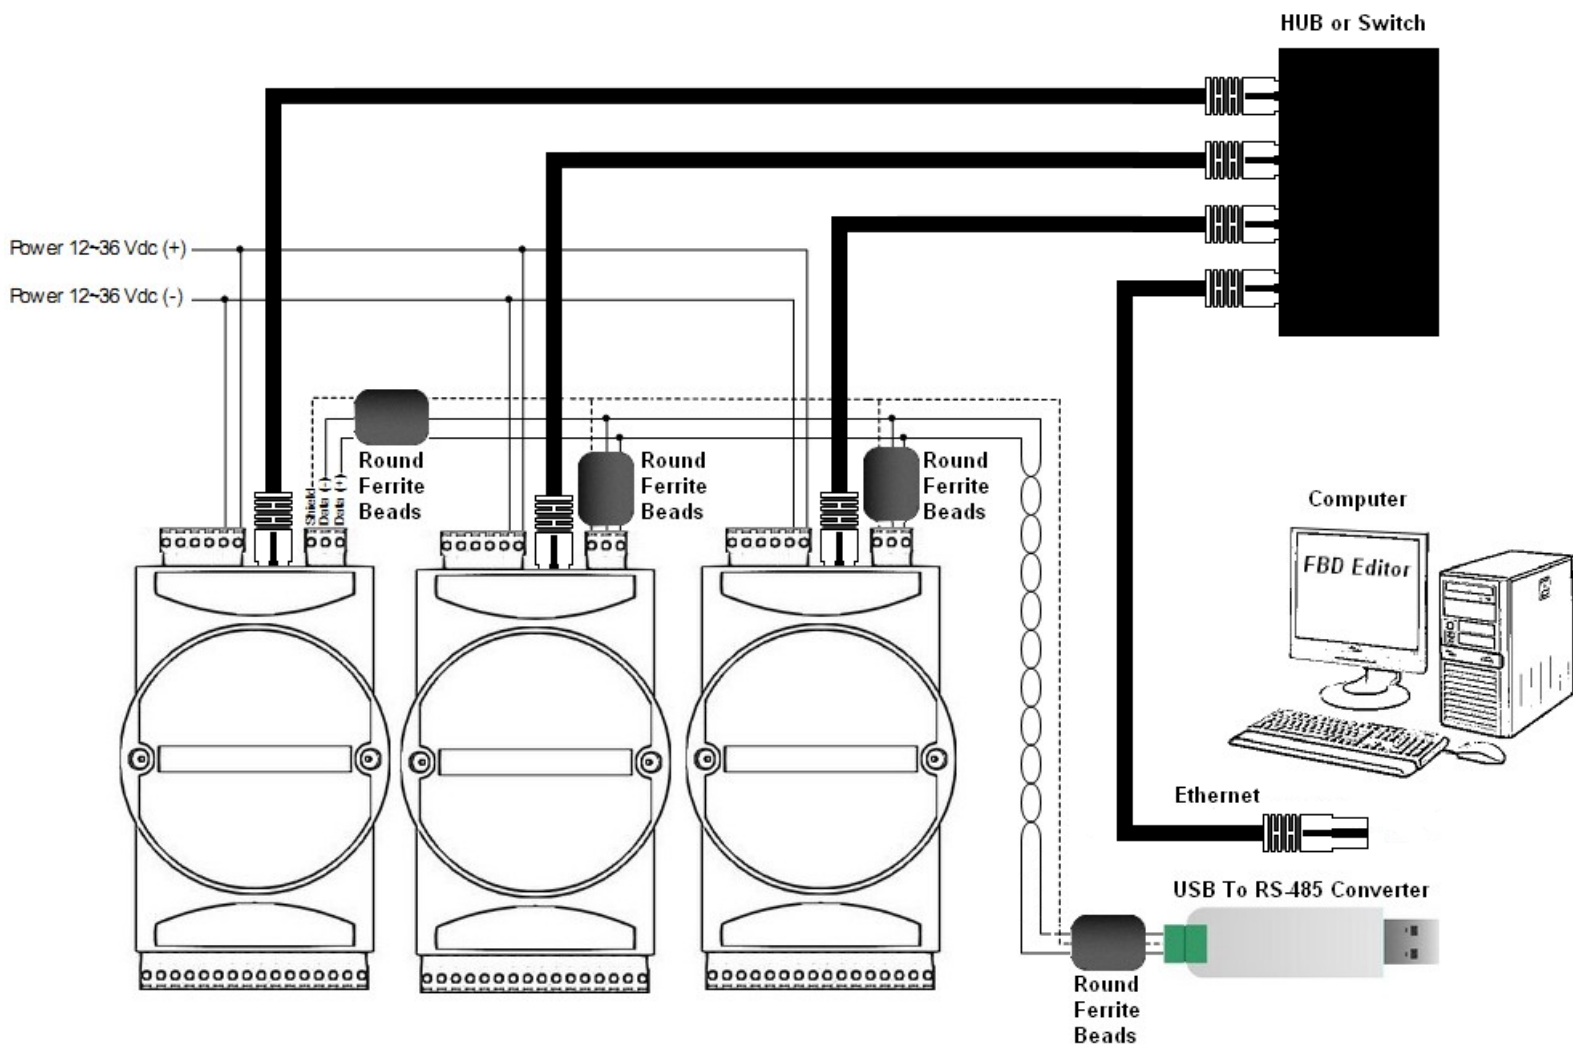 HUB or Switch
Power 12~36 Vdc (+)
Power 12~36 Vdc (-)
Shield
Data (-)
Data (+)
Round
Ferrite
Beads
Round
Ferrite
Beads
Round
Ferrite
Beads
Computer
FBD Editor
Ethernet
USB To RS-485 Converter
Round
Ferrite
Beads